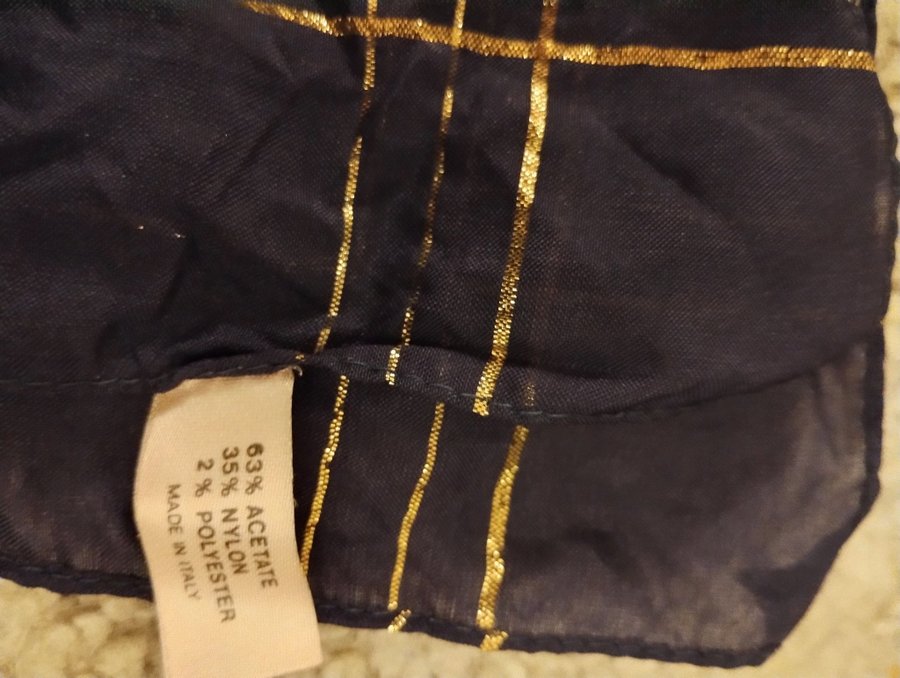 63% ACETATE
35% NYLON
2% POLYESTER
MADE IN ITALY